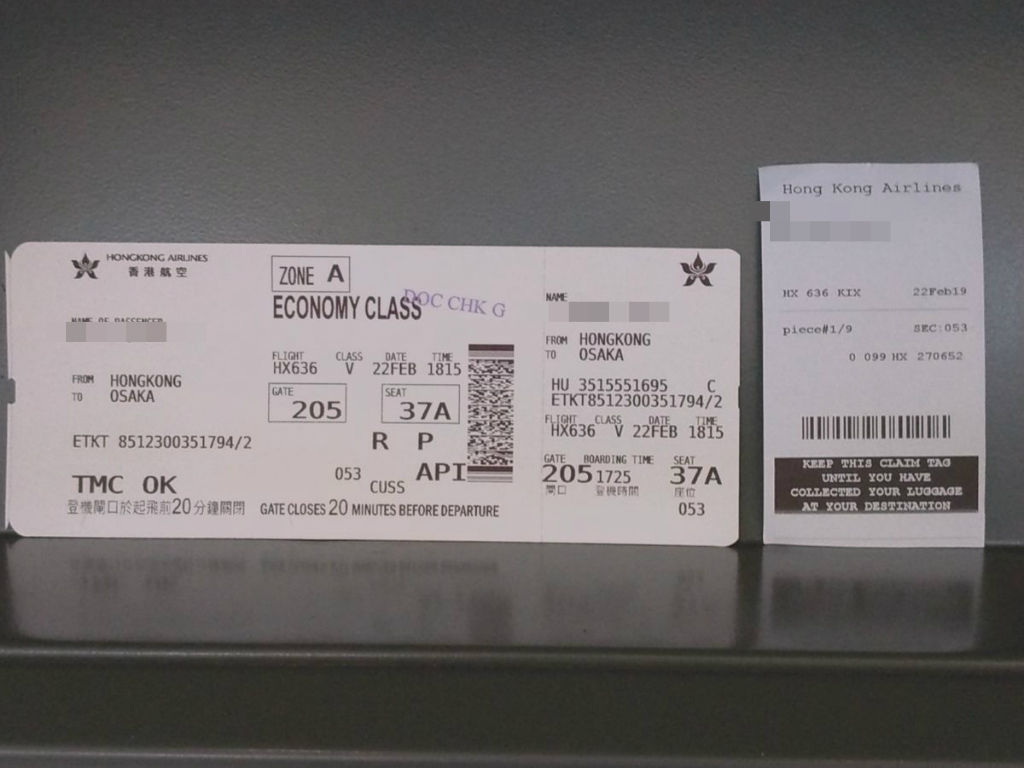 HONGKONG AIRLINES
香港航空
ZONE A
ECONOMY CLASS
DOC CHK G
NAME OF PASSENGER
FROM HONGKONG
TO OSAKA
ETKT 8512300351794/2
TMC OK
登機閘口於起飛前20分鐘關閉
FLIGHT CLASS DATE TIME
HX636 V 22FEB 1815
GATE SEAT
205 37A
R P
053 API
CUSS
GATE CLOSES 20 MINUTES BEFORE DEPARTURE
NAME
FROM HONGKONG
TO OSAKA
HU 3515551695 C
ETKT8512300351794/2
FLIGHT CLASS DATE TIME
HX636 V 22FEB 1815
GATE BOARDING TIME SEAT
205 1725 37A
閘口 登機時間 座位
053
Hong Kong Airlines
HX 636 KIX 22Feb19
piece#1/9 SEC:053
0 099 HX 270652
KEEP THIS CLAIM TAG
UNTIL YOU HAVE
COLLECTED YOUR LUGGAGE
AT YOUR DESTINATION